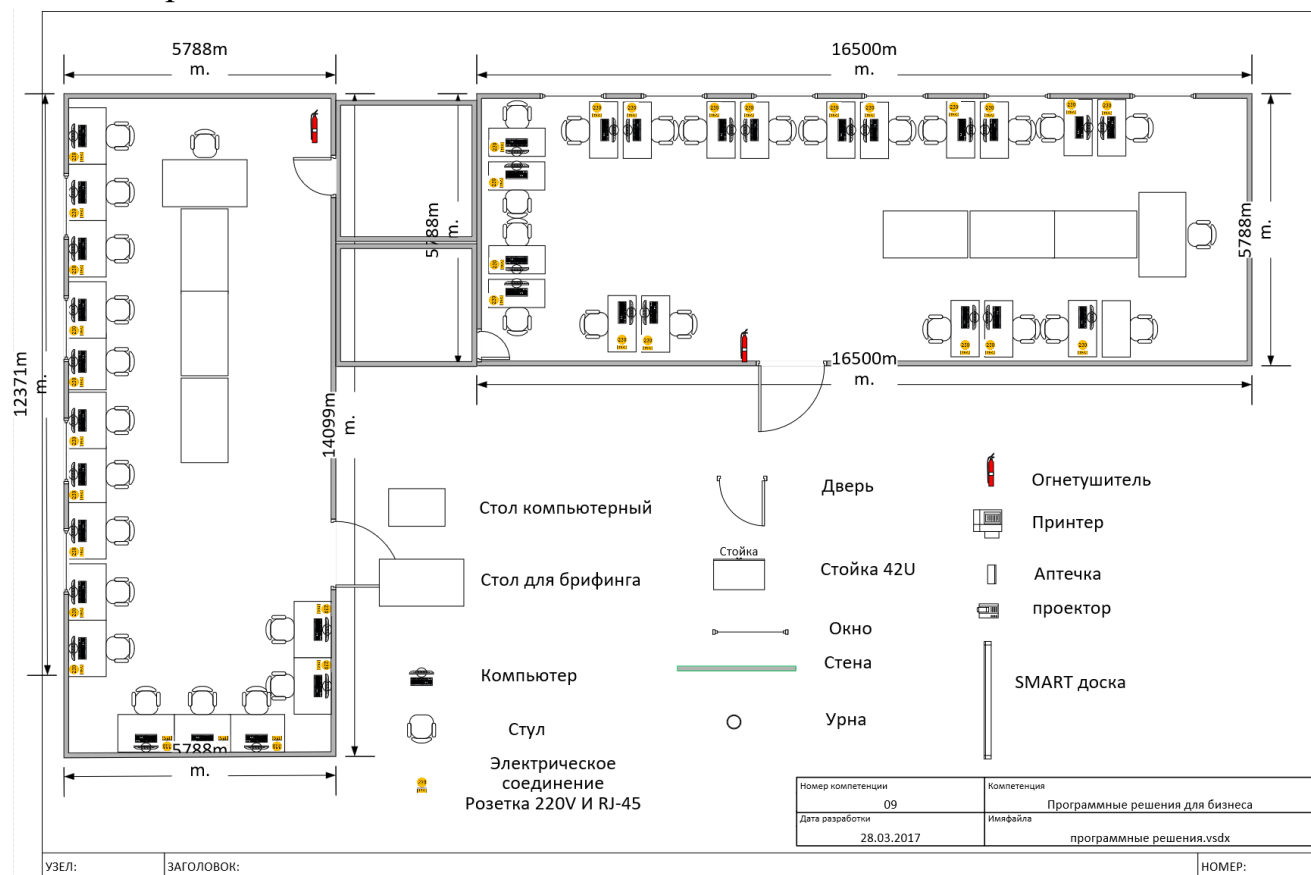 5788m
m.
16500m
m.
12371m
m.
14099m
m.
5788m
m.
5788m
m.
16500m
m.
5788m
m.
Стол компьютерный
Стол для брифинга
Компьютер
Стул
Электрическое
соединение
Розетка 220V И RJ-45
Дверь
Стойка
Стойка 42U
Окно
Стена
Урна
Огнетушитель
Принтер
Аптечка
проектор
SMART доска
Номер компетенции
09
Компетенция
Программные решения для бизнеса
Дата разработки
28.03.2017
Имяфайла
программные решения.vsdx
УЗЕЛ:
ЗАГОЛОВОК:
НОМЕР: